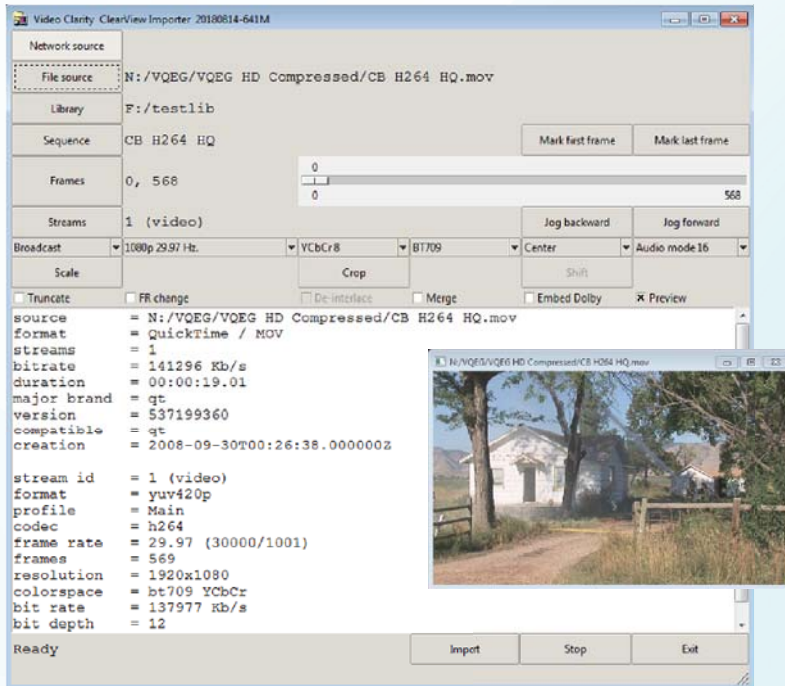 Video Clarity ClearView Importer 20180814-641M
Network source
File source N:/VQEG/VQEG HD Compressed/CB H264 HQ.mov
Library F:/testlib
Sequence CB H264 HQ Mark first frame Mark last frame
0
Frames 0, 568
0 568
Streams 1 (video) Jog backward Jog forward
Broadcast 1080p 29.97 Hz. YCbCr8 BT709 Center Audio mode 16
Scale Crop Shift
Truncate FR change De-interlace Merge Embed Dolby Preview
source = N:/VQEG/VQEG HD Compressed/CB H264 HQ.mov
format = QuickTime / MOV
streams = 1
bitrate = 141296 Kb/s
duration = 00:00:19.01
major brand = qt
version = 537199360
compatible = qt
creation = 2008-09-30T00:26:38.000000Z
stream id = 1 (video)
format = yuv420p
profile = Main
codec = h264
frame rate = 29.97 (30000/1001)
frames = 569
resolution = 1920x1080
colorspace = bt709 YCbCr
bit rate = 137977 Kb/s
bit depth = 12
N:/VQEG/VQEG HD Compressed/CB H264 HQ.mov
Ready Import Stop Exit